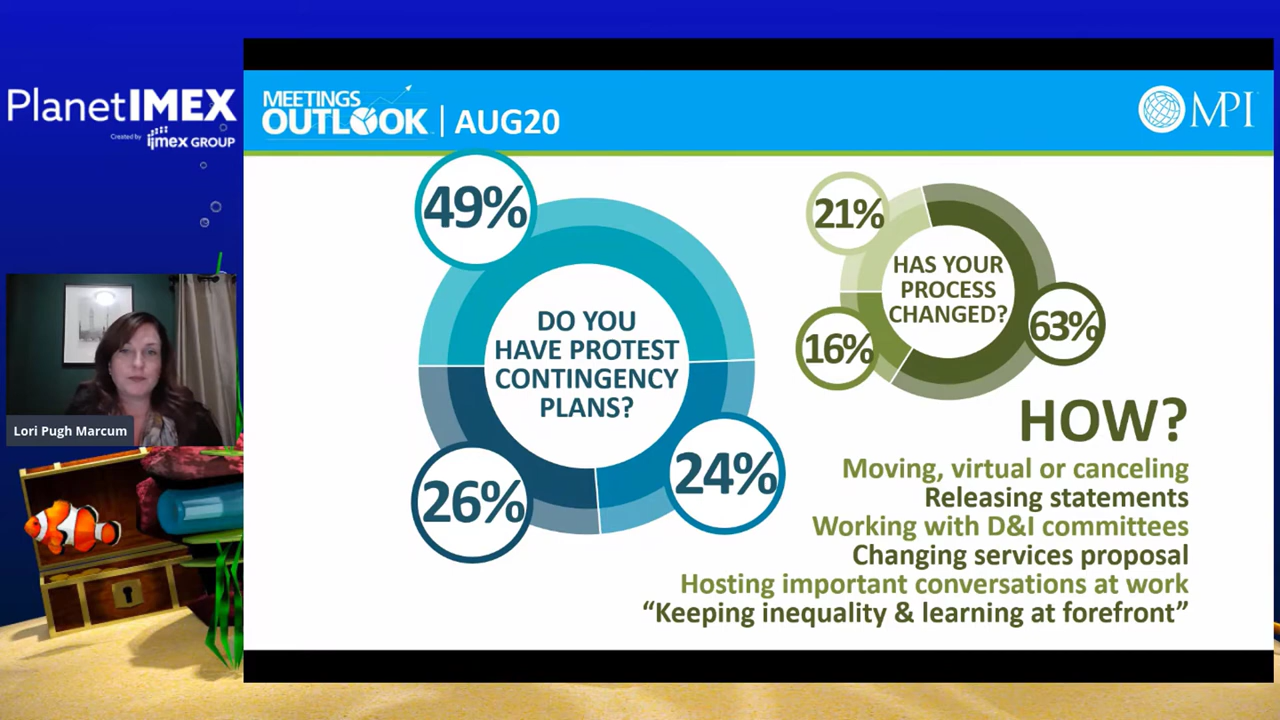 PlanetIMEX
Created by
imex GROUP
MEETINGS
OUTLOOK | AUG20
MPI
49%
DO YOU
HAVE PROTEST
CONTINGENCY
PLANS?
26%
24%
21%
HAS YOUR
PROCESS
CHANGED?
63%
16%
HOW?
Moving, virtual or canceling
Releasing statements
Working with D&I committees
Changing services proposal
Hosting important conversations at work
“Keeping inequality & learning at forefront”
Lori Pugh Marcum